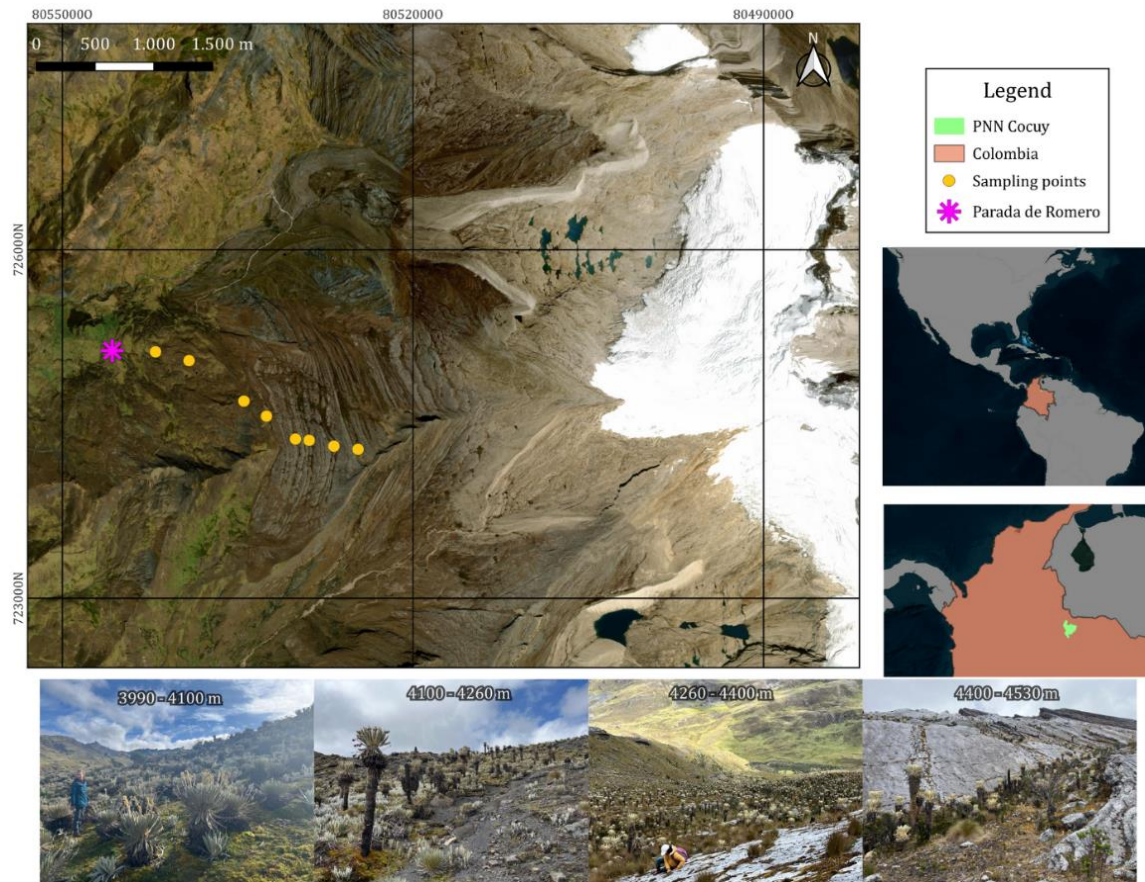 80550000 80520000 80490000
0 500 1.000 1.500 m
N
726000N
723000N
Legend
PNN Cocuy
Colombia
Sampling points
Parada de Romero
3990 - 4100 m
4100 - 4260 m
4260 - 4400 m
4400 - 4530 m